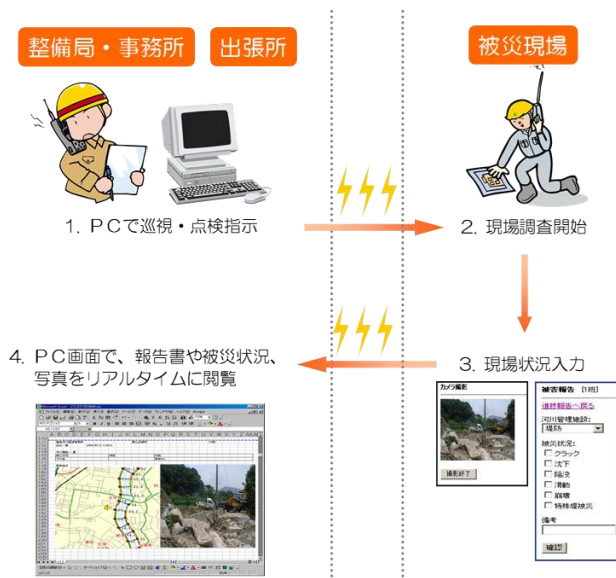 整備局・事務所
出張所
被災現場
1. PCで巡視・点検指示
2. 現場調査開始
3. 現場状況入力
4. PC画面で、報告書や被災状況、
写真をリアルタイムに閲覧
カメラ撮影
撮影終了
被害報告 [1班]
進捗報告へ戻る
河川管理施設:
堤防
被災状況:
クラック
沈下
陥没
滑動
崩壊
特殊堤被災
備考
確認